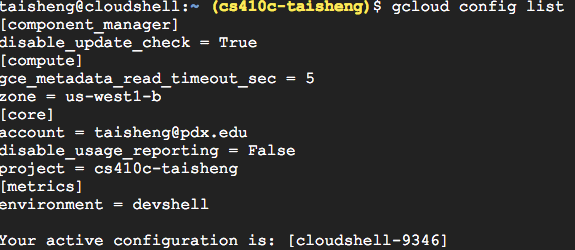 taisheng@cloudshell:~ (cs410c-taisheng)$ gcloud config list
[component_manager]
disable_update_check = True
[compute]
gce_metadata_read_timeout_sec = 5
zone = us-west1-b
[core]
account = taisheng@pdx.edu
disable_usage_reporting = False
project = cs410c-taisheng
[metrics]
environment = devshell

Your active configuration is: [cloudshell-9346]